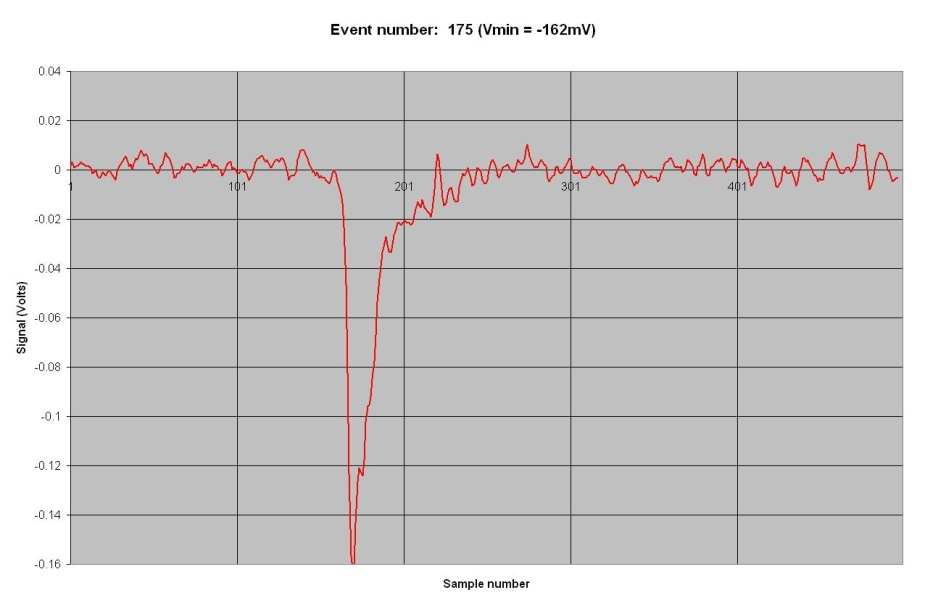 Event number:  175 (Vmin = -162mV)
0.04
0.02
0
-0.02
-0.04
-0.06
-0.08
-0.1
-0.12
-0.14
-0.16
1 101 201 301 401
Signal (Volts)
Sample number